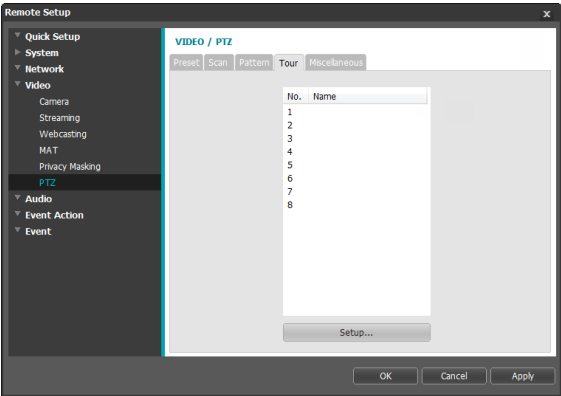 Remote Setup x
Quick Setup
System
Network
Video
Camera
Streaming
Webcasting
MAT
Privacy Masking
PTZ
Audio
Event Action
Event
VIDEO / PTZ
Preset Scan Pattern Tour Miscellaneous
No. Name
1
2
3
4
5
6
7
8
Setup...
OK Cancel Apply